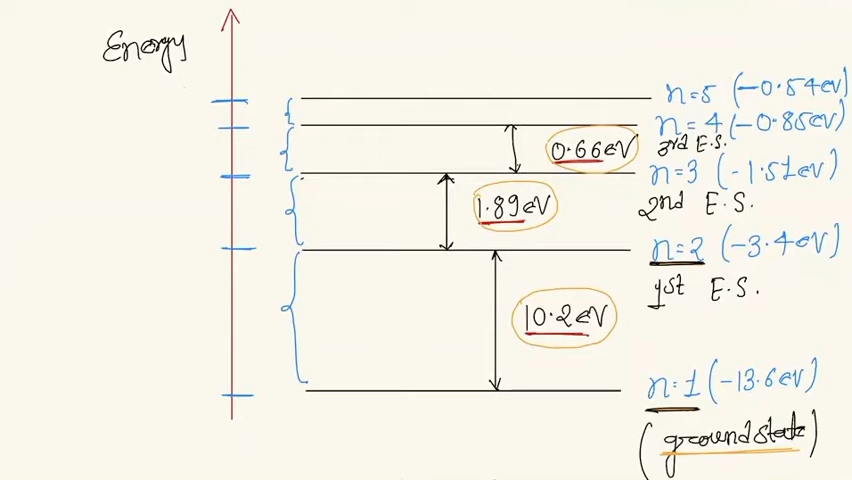 Energy
n=5 (-0.54eV)
n=4 (-0.85eV)
3rd E.S.
0.66eV
n=3 (-1.51eV)
1.89eV
2nd E.S.
n=2 (-3.4eV)
1st E.S.
10.2eV
n=1 (-13.6eV)
(ground state)